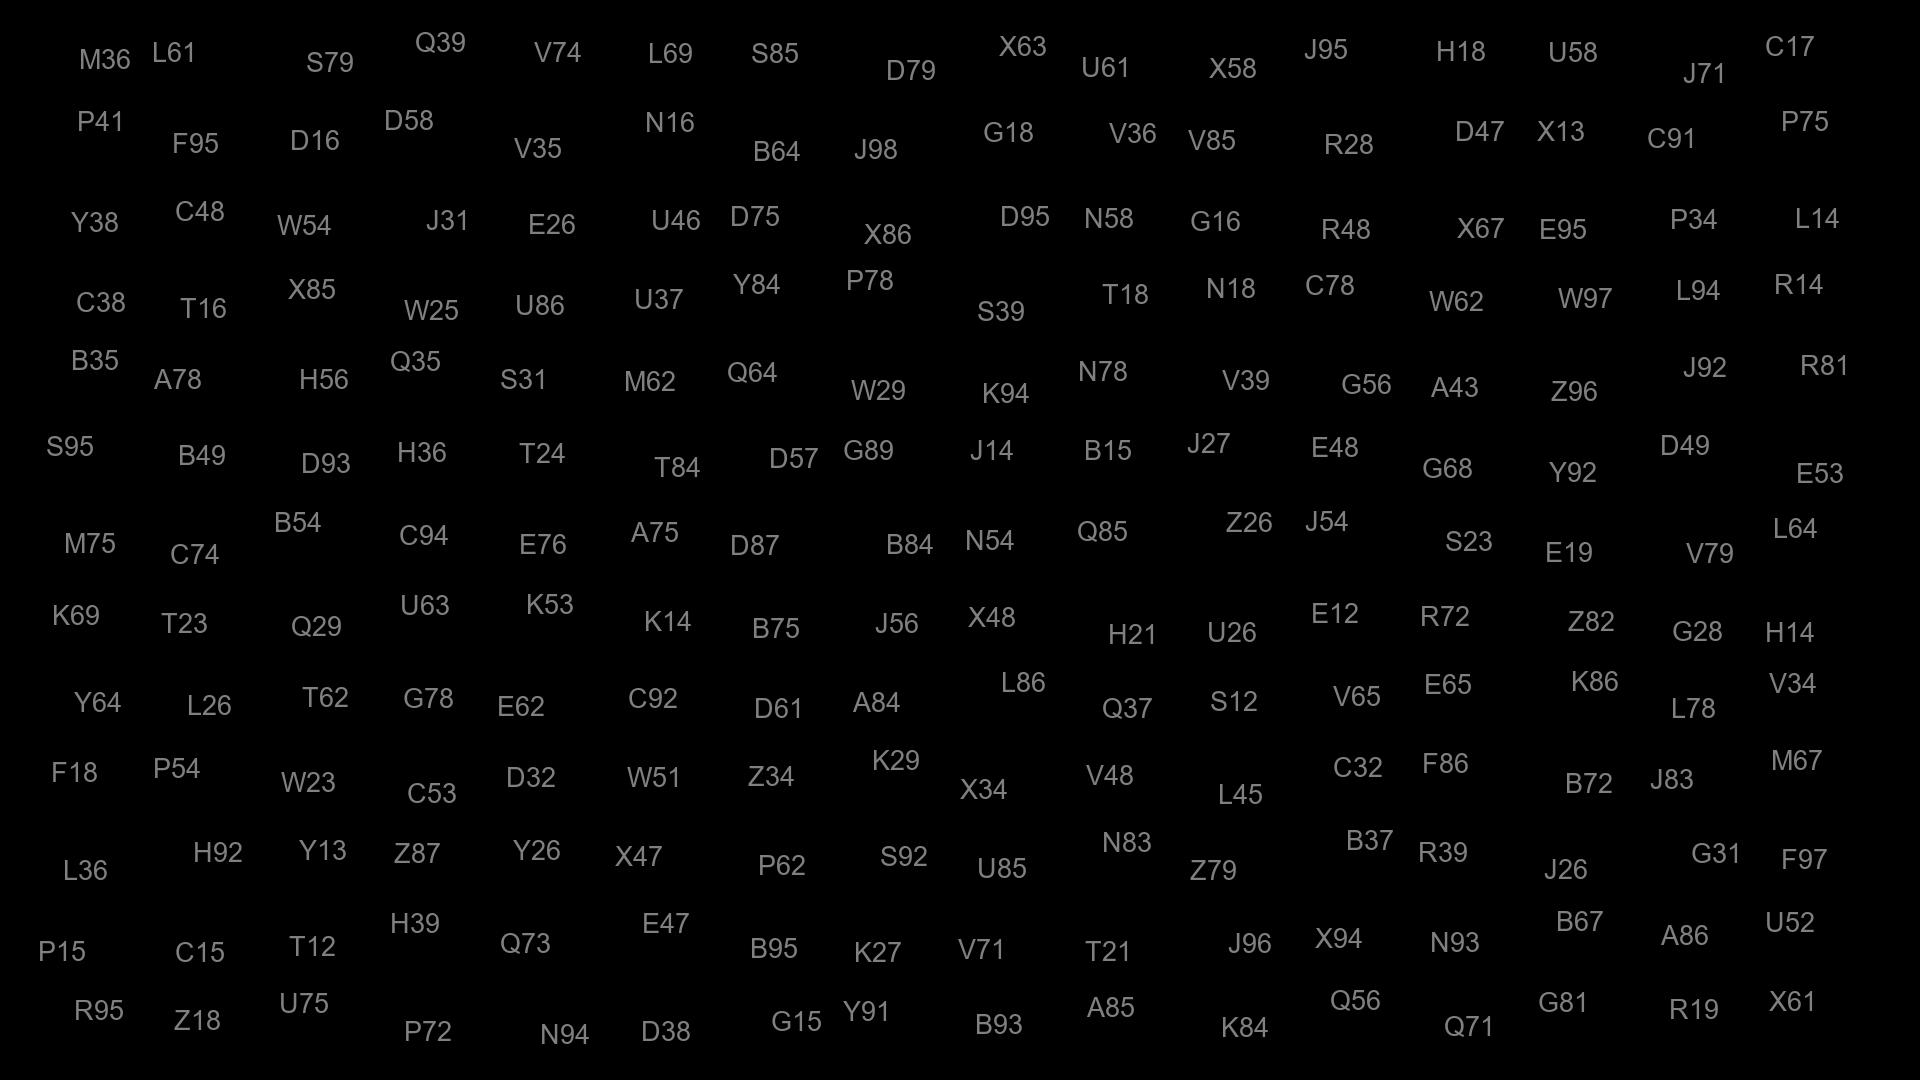 M36 L61 S79 Q39 V74 L69 S85 D79 X63 U61 X58 J95 H18 U58 J71 C17
P41 F95 D16 D58 V35 N16 B64 J98 G18 V36 V85 R28 D47 X13 C91 P75
Y38 C48 W54 J31 E26 U46 D75 X86 D95 N58 G16 R48 X67 E95 P34 L14
C38 T16 X85 W25 U86 U37 Y84 P78 S39 T18 N18 C78 W62 W97 L94 R14
B35 A78 H56 Q35 S31 M62 Q64 W29 K94 N78 V39 G56 A43 Z96 J92 R81
S95 B49 D93 H36 T24 T84 D57 G89 J14 B15 J27 E48 G68 Y92 D49 E53
M75 C74 B54 C94 E76 A75 D87 B84 N54 Q85 Z26 J54 S23 E19 V79 L64
K69 T23 Q29 U63 K53 K14 B75 J56 X48 H21 U26 E12 R72 Z82 G28 H14
Y64 L26 T62 G78 E62 C92 D61 A84 L86 Q37 S12 V65 E65 K86 L78 V34
F18 P54 W23 C53 D32 W51 Z34 K29 X34 V48 L45 C32 F86 B72 J83 M67
L36 H92 Y13 Z87 Y26 X47 P62 S92 U85 N83 Z79 B37 R39 J26 G31 F97
P15 C15 T12 H39 Q73 E47 B95 K27 V71 T21 J96 X94 N93 B67 A86 U52
R95 Z18 U75 P72 N94 D38 G15 Y91 B93 A85 K84 Q56 Q71 G81 R19 X61